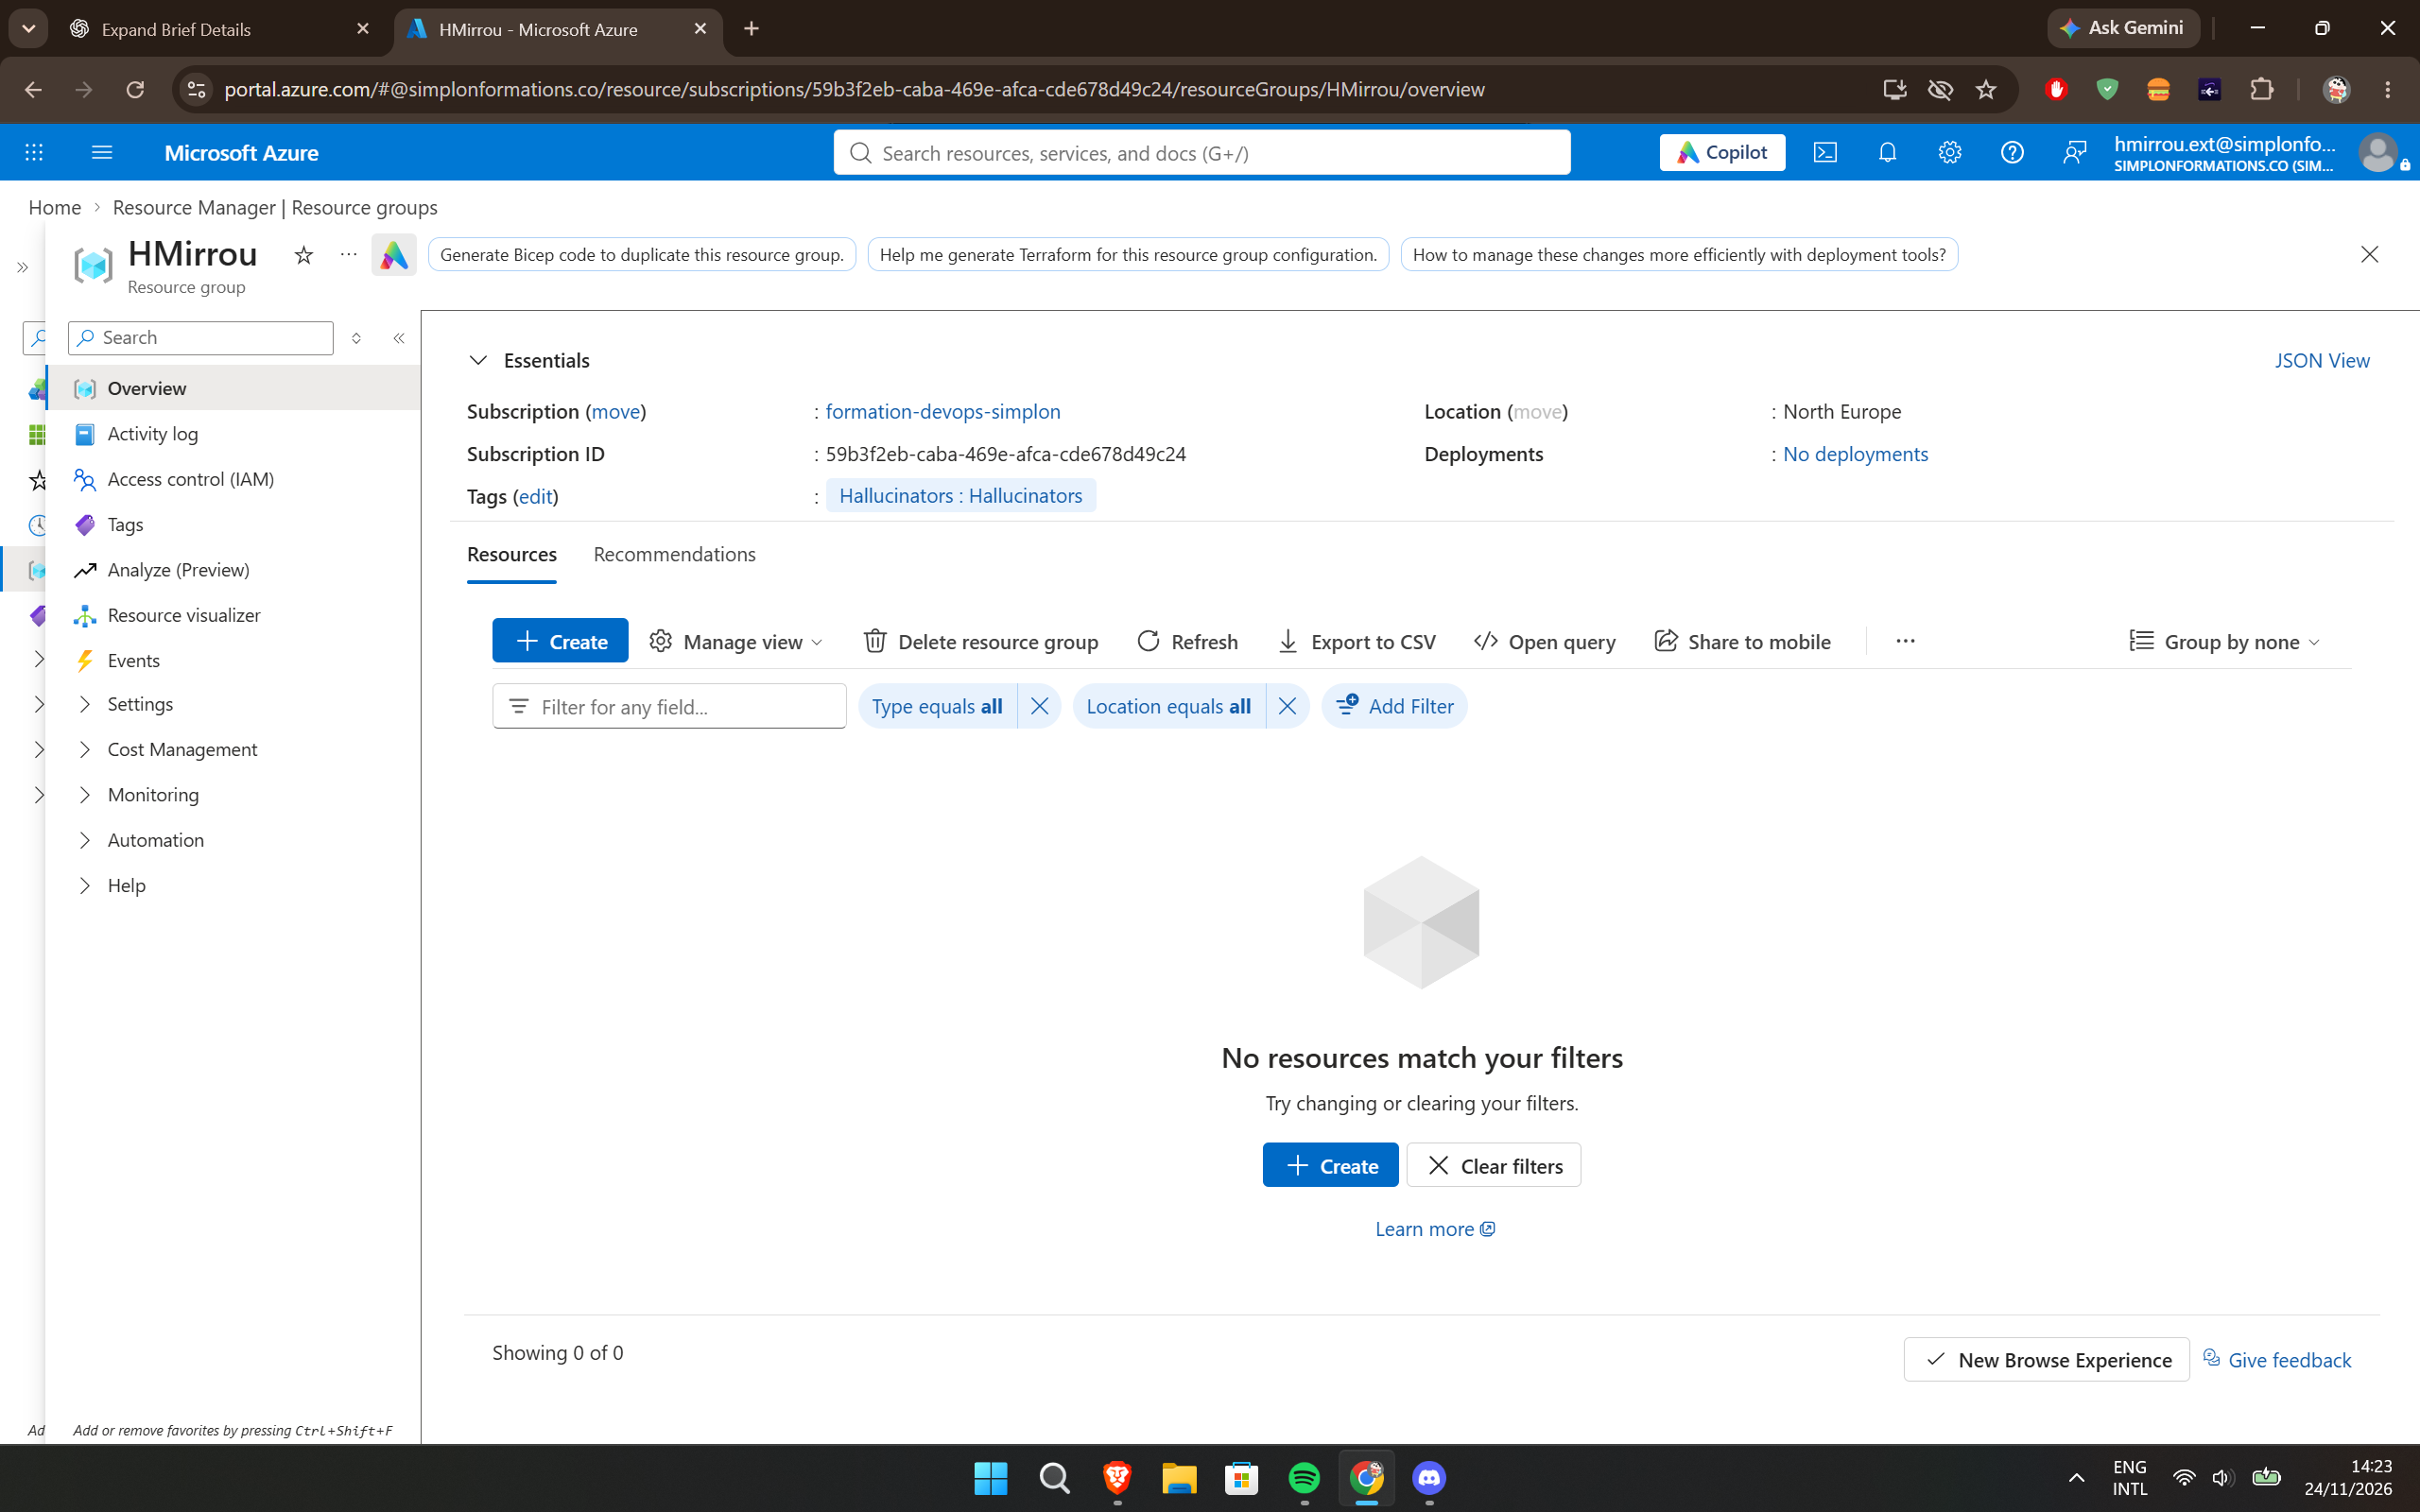 Expand Brief Details
HMirrou - Microsoft Azure
Ask Gemini
portal.azure.com/#@simplonformations.co/resource/subscriptions/59b3f2eb-caba-469e-afca-cde678d49c24/resourceGroups/HMirrou/overview
Microsoft Azure
Search resources, services, and docs (G+/)
Copilot
hmirrou.ext@simplonfo...
SIMPLONFORMATIONS.CO (SIM...
Home > Resource Manager | Resource groups
HMirrou
Resource group
Generate Bicep code to duplicate this resource group.
Help me generate Terraform for this resource group configuration.
How to manage these changes more efficiently with deployment tools?
Search
Overview
Activity log
Access control (IAM)
Tags
Analyze (Preview)
Resource visualizer
Events
Settings
Cost Management
Monitoring
Automation
Help
Ad
Add or remove favorites by pressing Ctrl+Shift+F
Essentials
JSON View
Subscription (move) : formation-devops-simplon
Subscription ID : 59b3f2eb-caba-469e-afca-cde678d49c24
Tags (edit) : Hallucinators : Hallucinators
Location (move) : North Europe
Deployments : No deployments
Resources Recommendations
Create Manage view Delete resource group Refresh Export to CSV Open query Share to mobile ... Group by none
Filter for any field... Type equals all Location equals all Add Filter
No resources match your filters
Try changing or clearing your filters.
Create Clear filters
Learn more
Showing 0 of 0
New Browse Experience Give feedback
ENG
INTL
14:23
24/11/2026